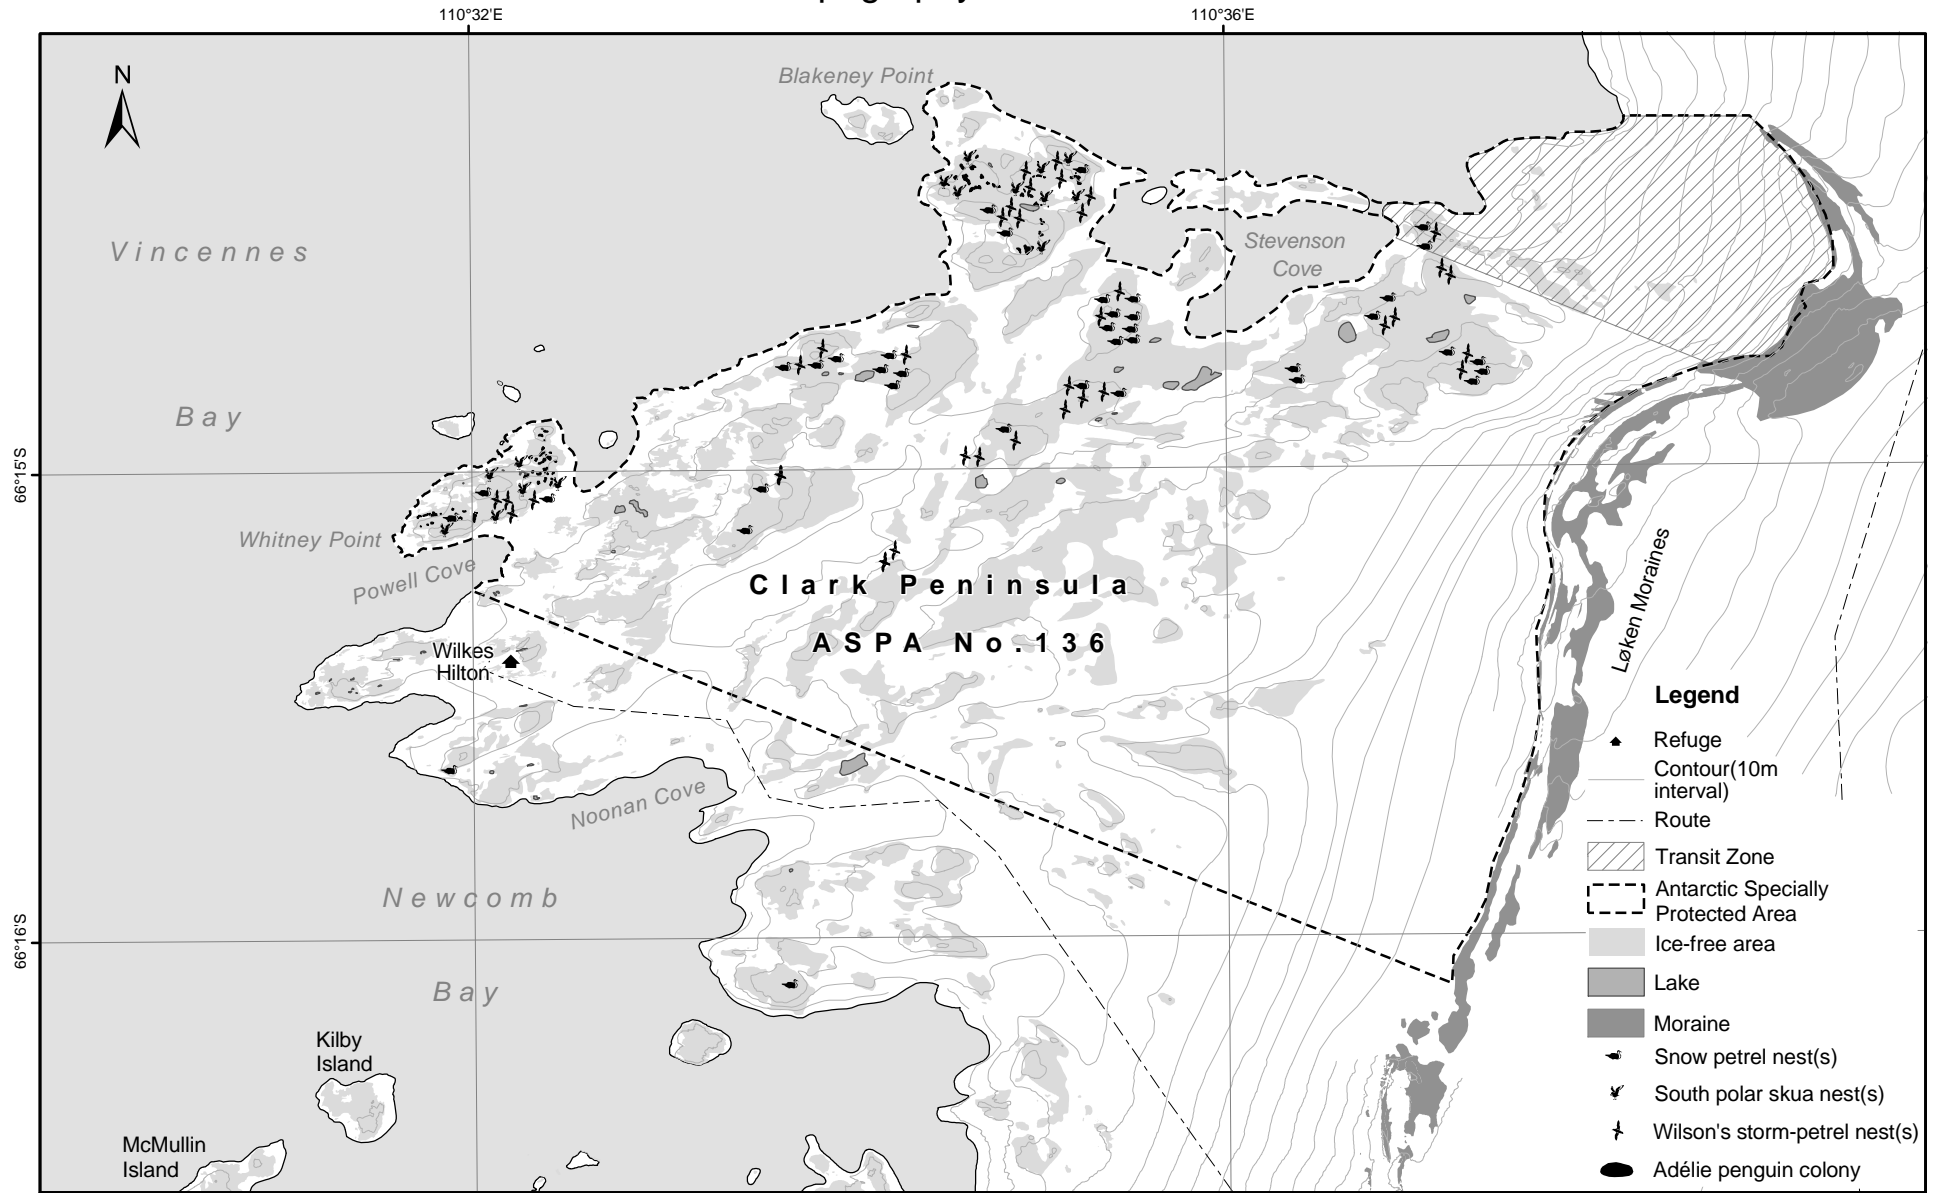 110°32'E
110°36'E
N
Blakeney Point
Vincennes
Stevenson
Cove
Bay
66°15'S
Whitney Point
Powell Cove
Clark Peninsula
ASPA No.136
Wilkes
Hilton
Løken Moraines
Noonan Cove
Newcomb
66°16'S
Bay
Kilby
Island
McMullin
Island
Legend
Refuge
Contour(10m
interval)
Route
Transit Zone
Antarctic Specially
Protected Area
Ice-free area
Lake
Moraine
Snow petrel nest(s)
South polar skua nest(s)
Wilson's storm-petrel nest(s)
Adélie penguin colony